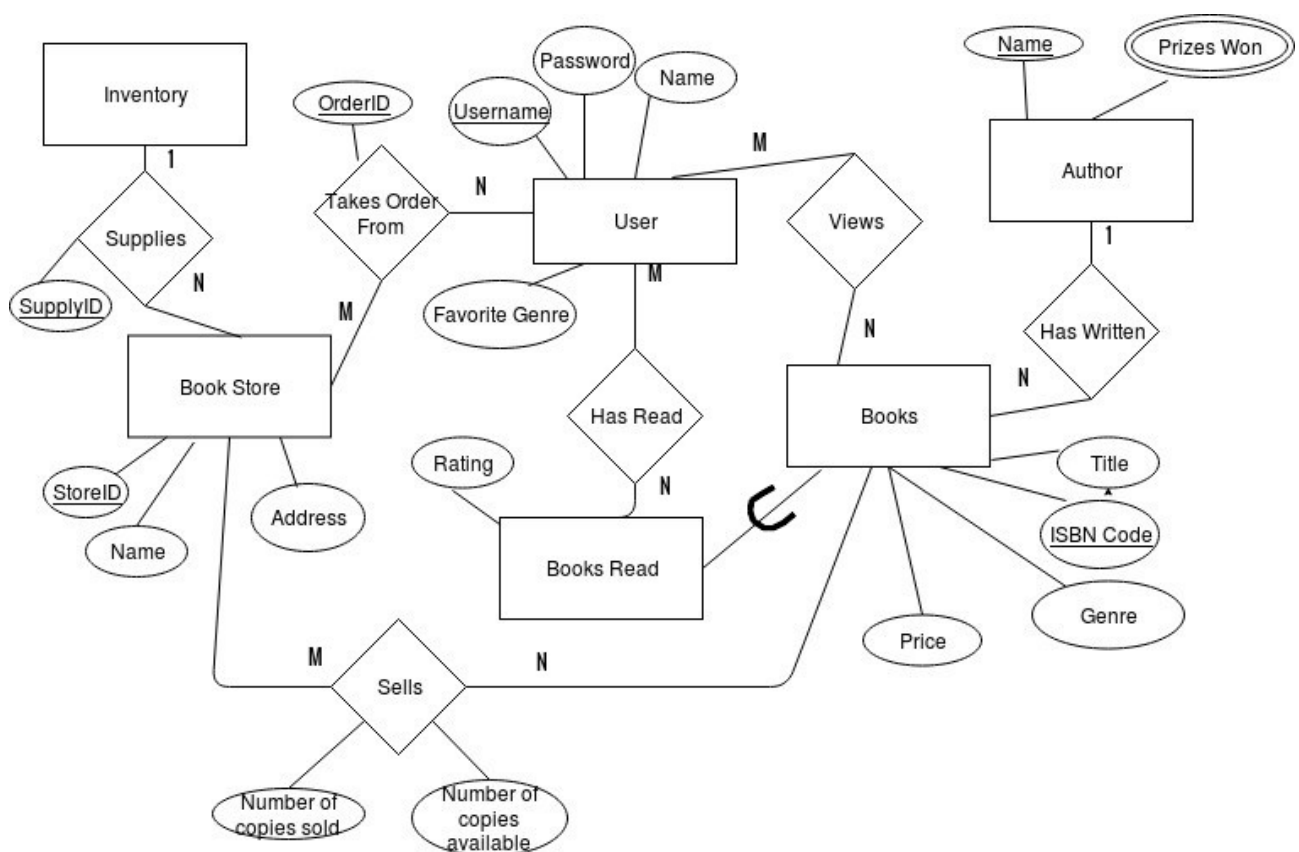 Inventory
1
Supplies
N
SupplyID
OrderID
Takes Order
From
N
M
Password
Username
Name
User
M
M
Favorite Genre
Views
N
Name
Prizes Won
Author
1
Has Written
N
Book Store
StoreID
Name
Address
Has Read
N
Rating
Books Read
Books
Title
ISBN Code
Genre
Price
M
Sells
N
Number of
copies sold
Number of
copies
available